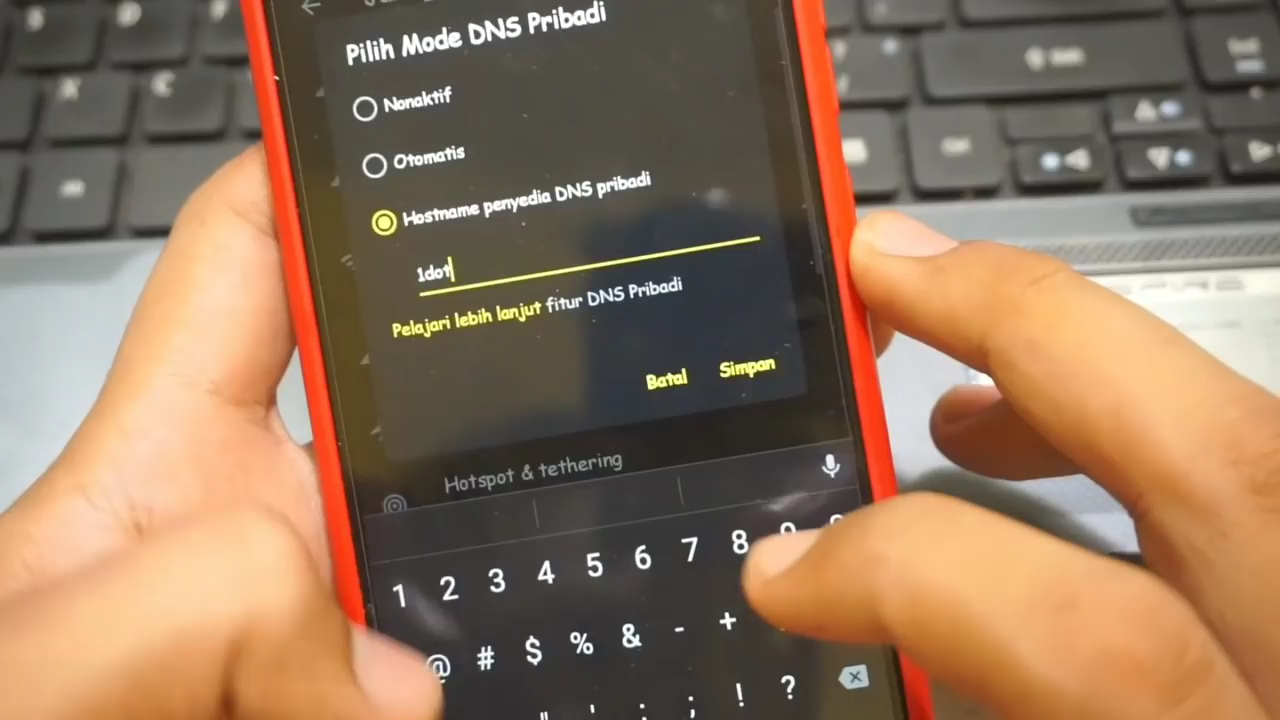 Pilih Mode DNS Pribadi
Nonaktif
Otomatis
Hostname penyedia DNS pribadi
1dot
Pelajari lebih lanjut fitur DNS Pribadi
Batal Simpan
Hotspot & tethering
1 2 3 4 5 6 7 8 9
@ # $ % & - +
" ' : ; ! ?